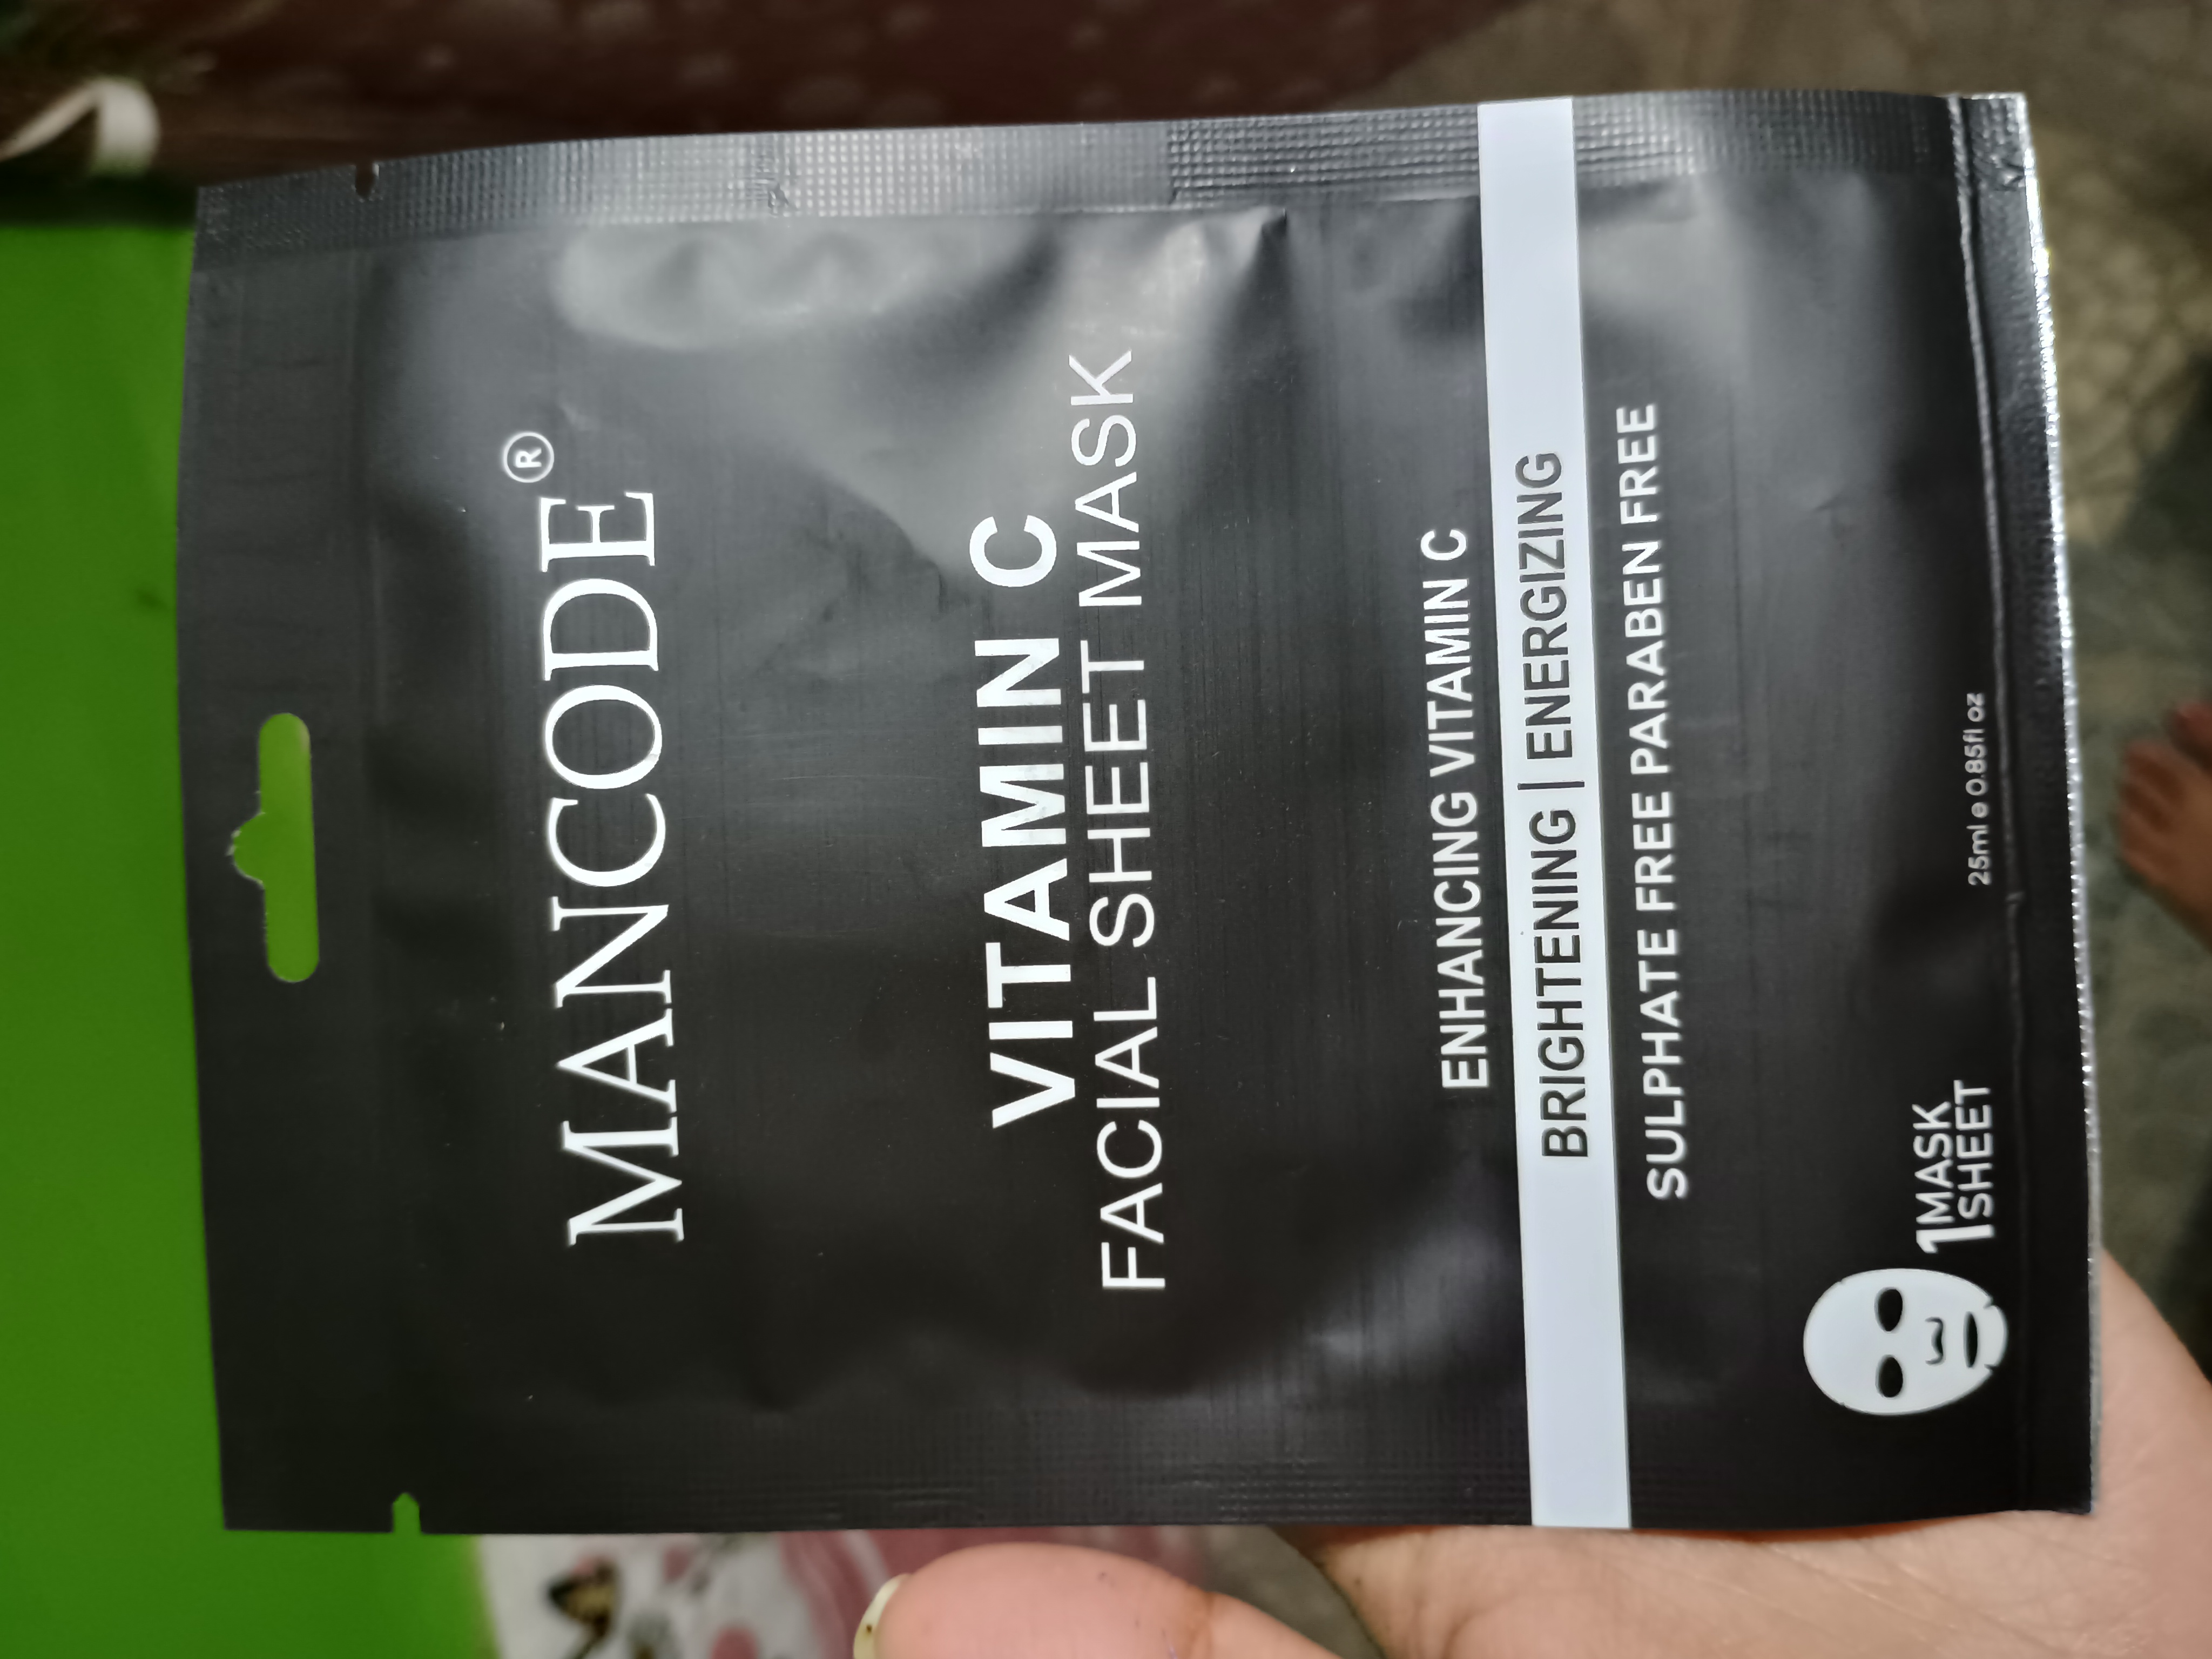 MANCODE®
VITAMIN C
FACIAL SHEET MASK
ENHANCING VITAMIN C
BRIGHTENING | ENERGIZING
SULPHATE FREE PARABEN FREE
1 MASK
SHEET
25ml e 0.85fl oz